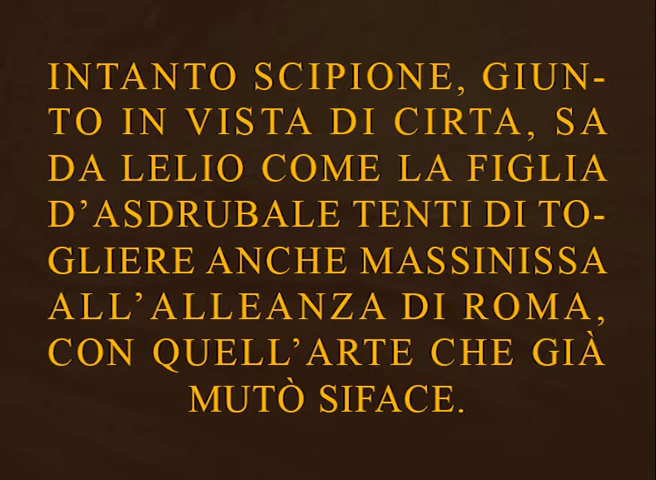 INTANTO SCIPIONE, GIUN-
TO IN VISTA DI CIRTA, SA
DA LELIO COME LA FIGLIA
D’ASDRUBALE TENTI DI TO-
GLIERE ANCHE MASSINISSA
ALL’ALLEANZA DI ROMA,
CON QUELL’ARTE CHE GIÀ
MUTÒ SIFACE.